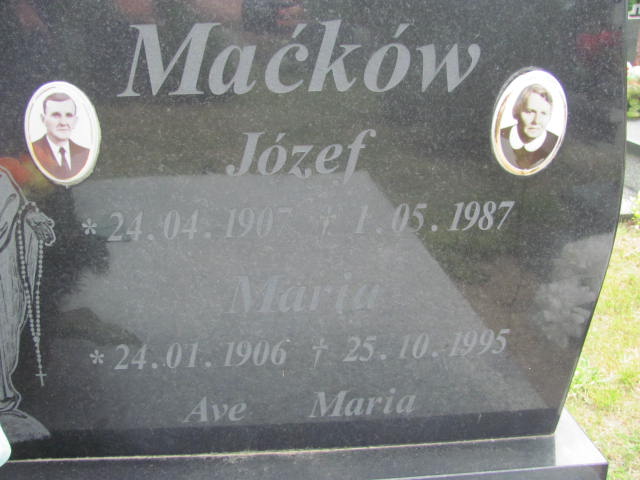 Maćków
Józef
* 24.04.1907 † 1.05.1987
Maria
* 24.01.1906 † 25.10.1995
Ave Maria